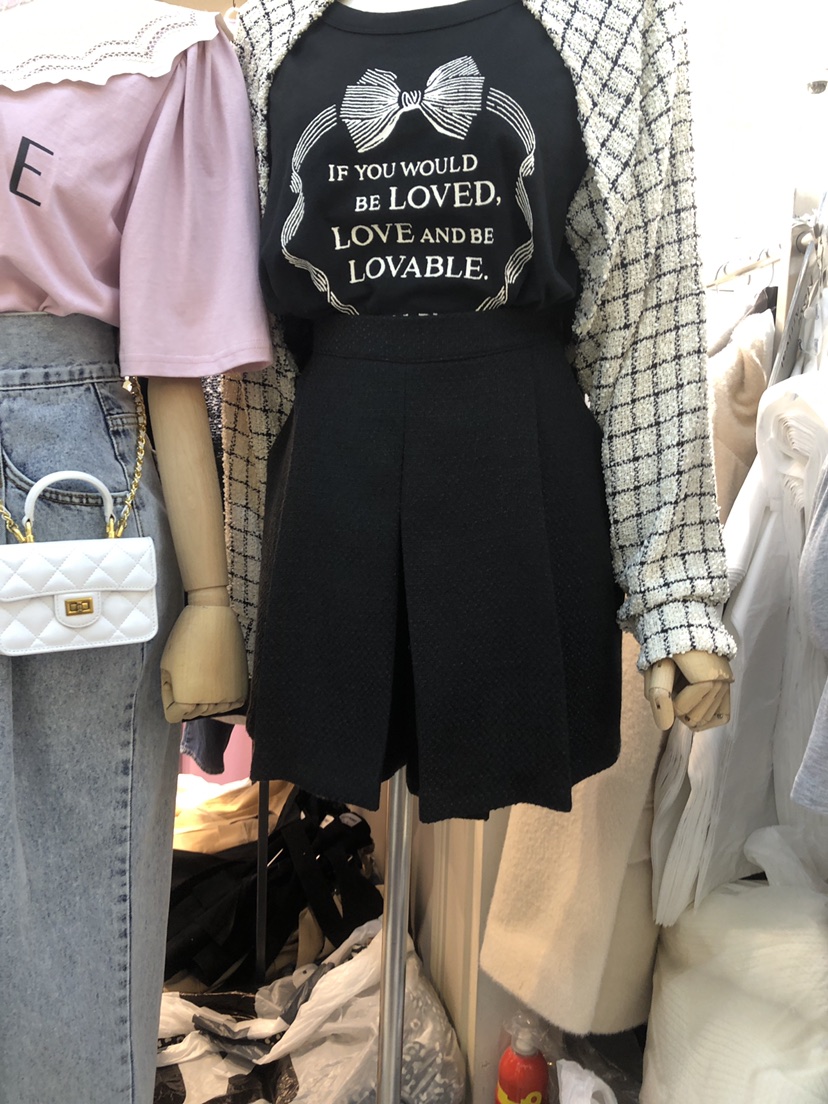 E
IF YOU WOULD
BE LOVED,
LOVE AND BE
LOVABLE.